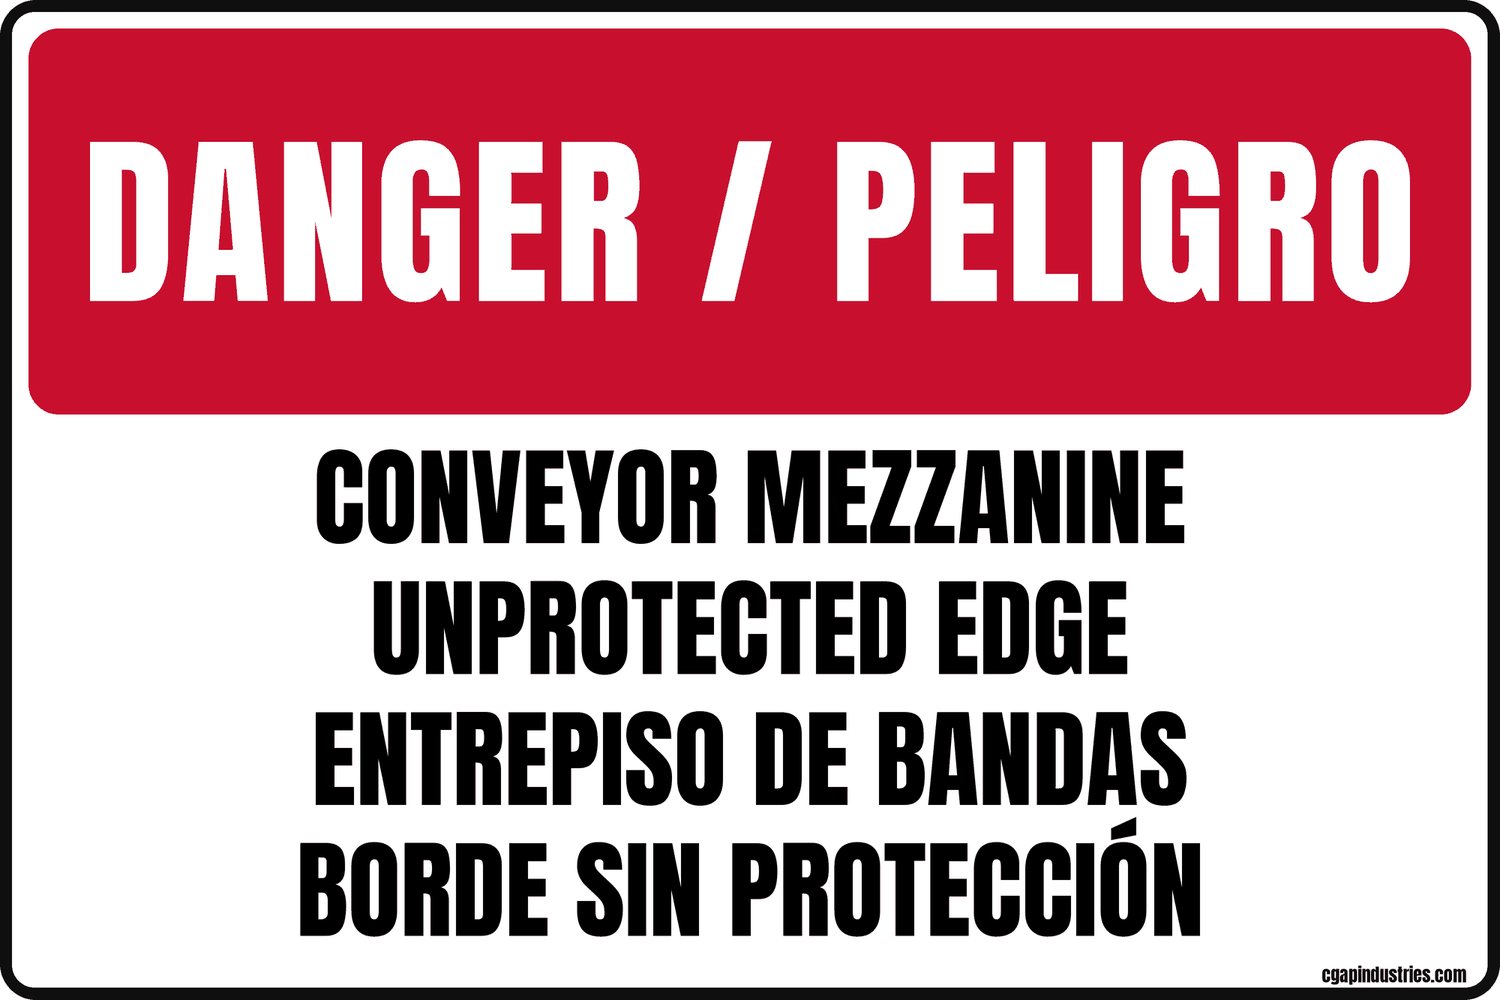 DANGER / PELIGRO
CONVEYOR MEZZANINE
UNPROTECTED EDGE
ENTREPISO DE BANDAS
BORDE SIN PROTECCIÓN
cgapindustries.com